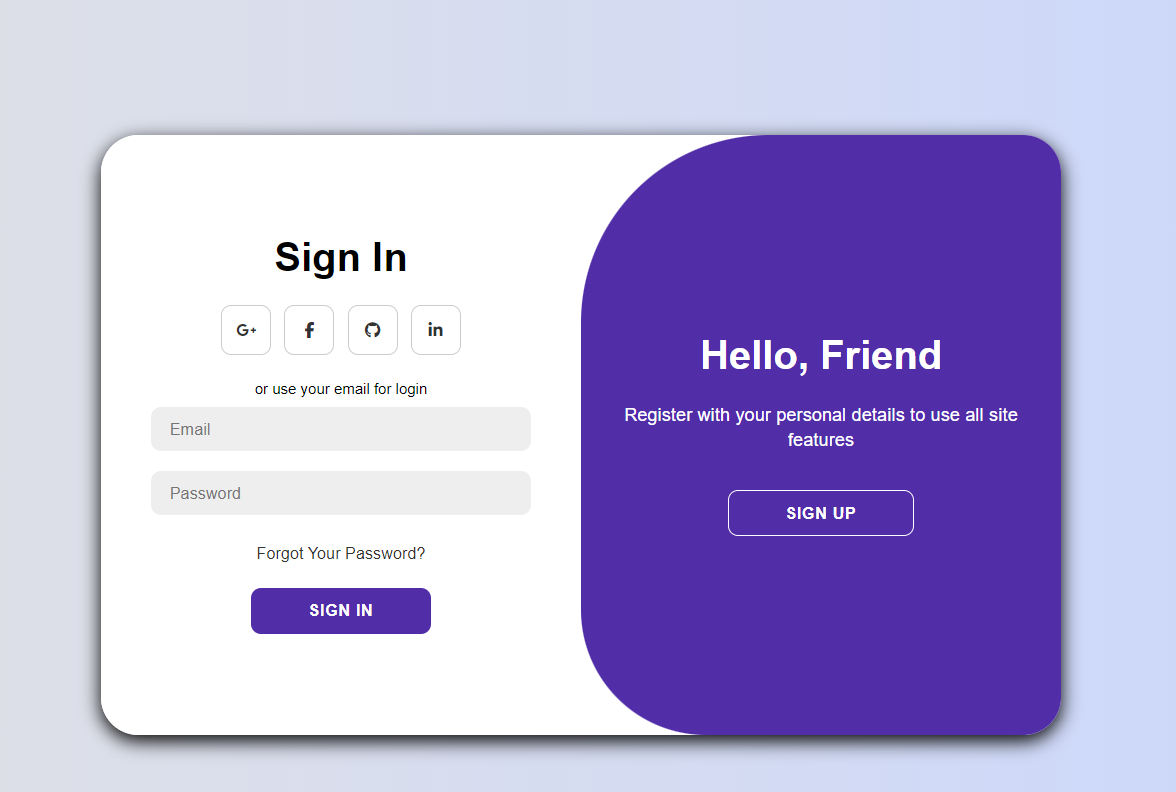 Sign In
G+
f
in
or use your email for login
Email
Password
Forgot Your Password?
SIGN IN
Hello, Friend
Register with your personal details to use all site
features
SIGN UP